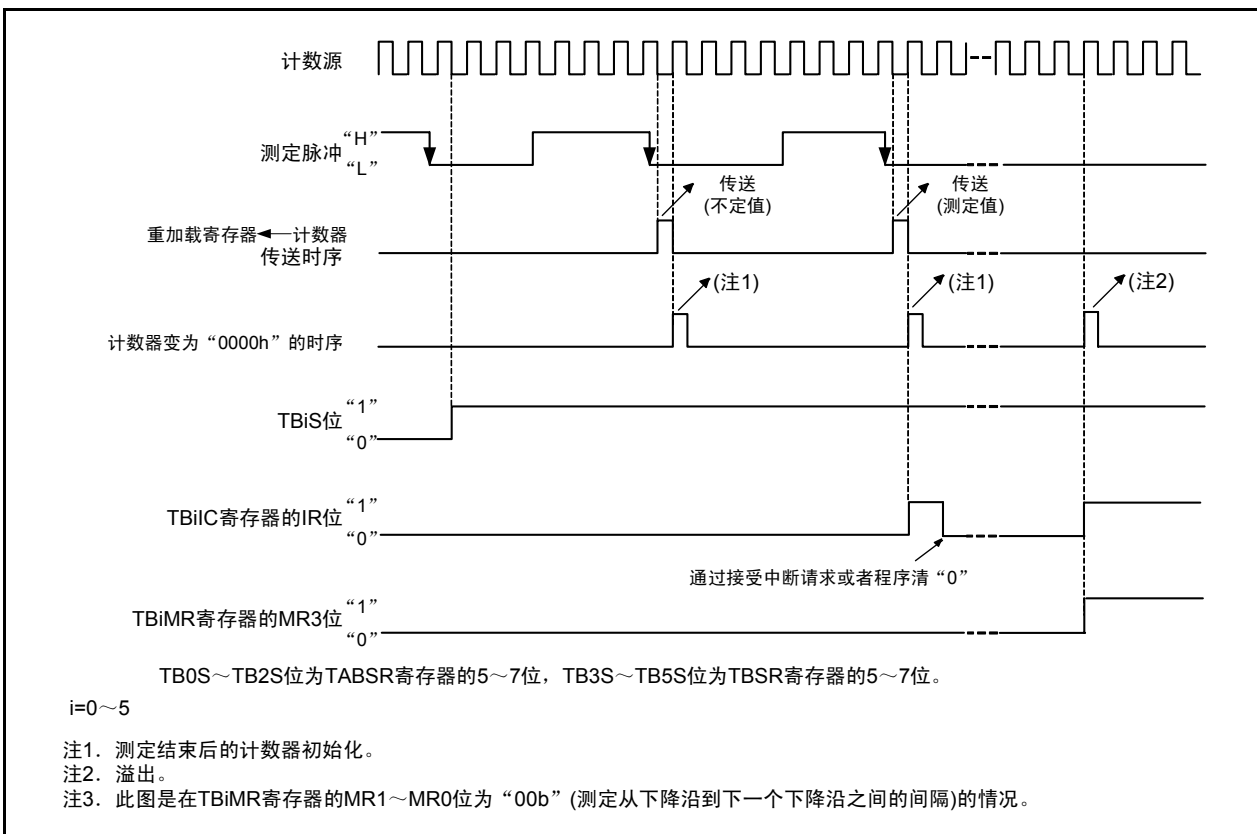 计数源
测定脉冲
“H”
“L”
传送
(不定值)
传送
(测定值)
重加载寄存器←计数器
传送时序
(注1)
(注1)
(注2)
计数器变为“0000h”的时序
TBiS位
“1”
“0”
TBiIC寄存器的IR位
“1”
“0”
通过接受中断请求或者程序清“0”
TBiMR寄存器的MR3位
“1”
“0”
TB0S～TB2S位为TABSR寄存器的5～7位，TB3S～TB5S位为TBSR寄存器的5～7位。
i=0～5
注1. 测定结束后的计数器初始化。
注2. 溢出。
注3. 此图是在TBiMR寄存器的MR1～MR0位为“00b”(测定从下降沿到下一个下降沿之间的间隔)的情况。